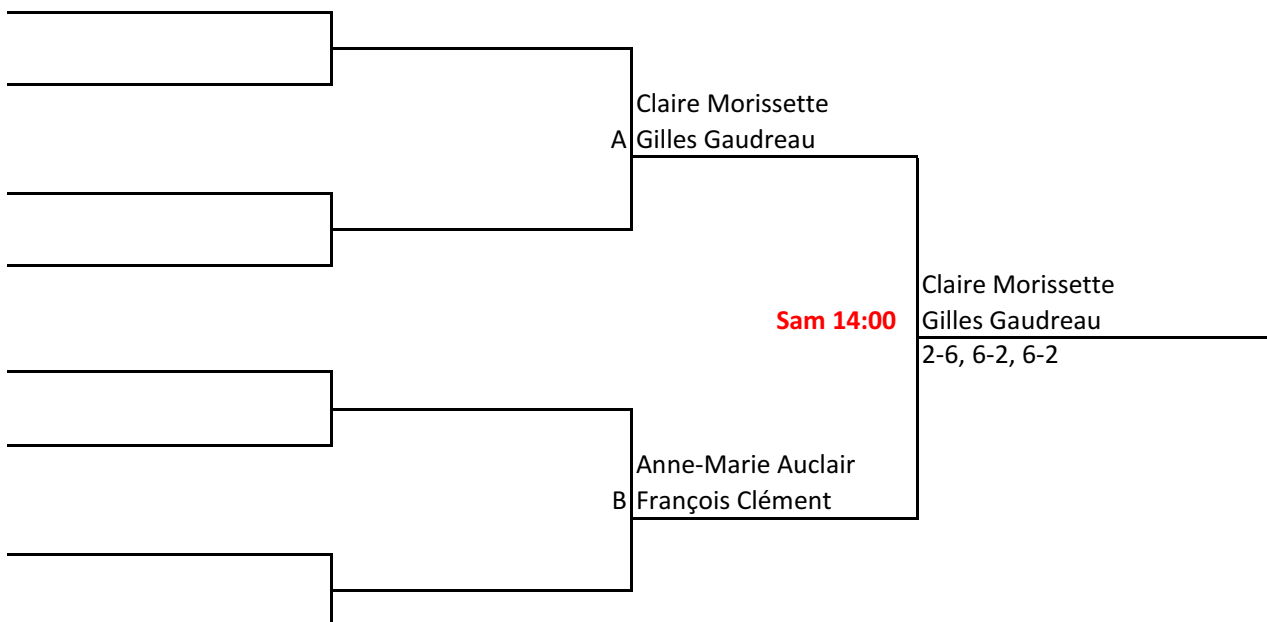 Claire Morissette
A Gilles Gaudreau
Claire Morissette
Sam 14:00 Gilles Gaudreau
2-6, 6-2, 6-2
Anne-Marie Auclair
B François Clément